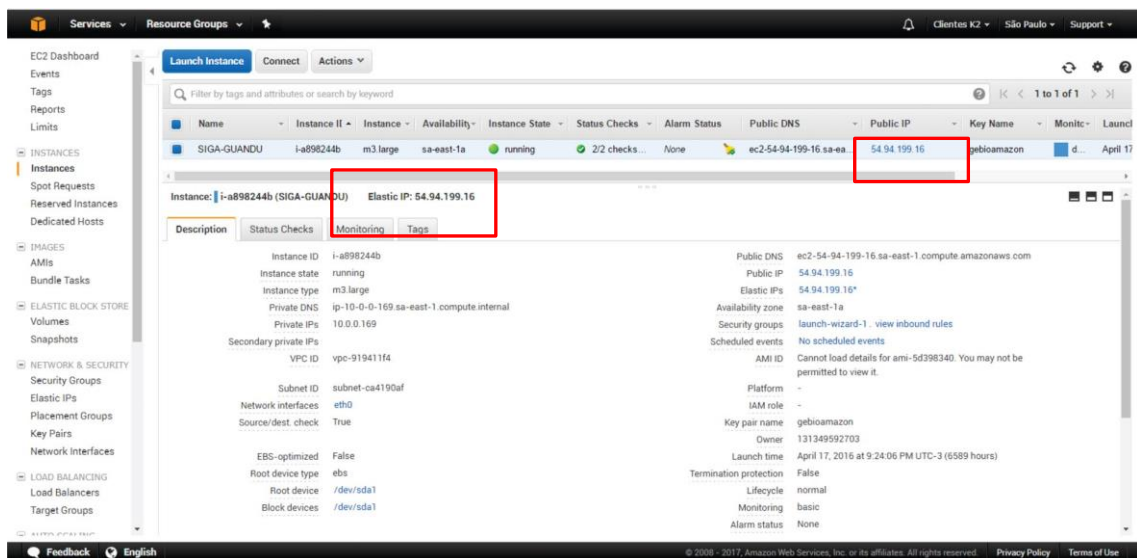 Services Resource Groups Clientes K2 São Paulo Support
EC2 Dashboard
Events
Tags
Reports
Limits
INSTANCES
Instances
Spot Requests
Reserved Instances
Dedicated Hosts
IMAGES
AMIs
Bundle Tasks
ELASTIC BLOCK STORE
Volumes
Snapshots
NETWORK & SECURITY
Security Groups
Elastic IPs
Placement Groups
Key Pairs
Network Interfaces
LOAD BALANCING
Load Balancers
Target Groups
Launch Instance Connect Actions
Filter by tags and attributes or search by keyword 1 to 1 of 1
Name Instance Instance Availability Instance State Status Checks Alarm Status Public DNS Public IP Key Name Launch
SIGA-GUANDU i-a898244b m3.large sa-east-1a running 2/2 checks... None ec2-54-94-199-16.sa-ea... 54.94.199.16 gebioamazon d... April 17
Instance: i-a898244b (SIGA-GUANDU) Elastic IP: 54.94.199.16
Description Status Checks Monitoring Tags
Instance ID i-a898244b
Instance state running
Instance type m3.large
Private DNS ip-10-0-0-169.sa-east-1.compute.internal
Private IPs 10.0.0.169
Secondary private IPs
VPC ID vpc-919411f4
Subnet ID subnet-ca4190af
Network interfaces eth0
Source/dest. check True
EBS-optimized False
Root device type ebs
Root device /dev/sda1
Block devices /dev/sda1
Public DNS ec2-54-94-199-16.sa-east-1.compute.amazonaws.com
Public IP 54.94.199.16
Elastic IPs 54.94.199.16*
Availability zone sa-east-1a
Security groups launch-wizard-1 . view inbound rules
Scheduled events No scheduled events
AMI ID Cannot load details for ami-5d398340. You may not be
permitted to view it.
Platform -
IAM role -
Key pair name gebioamazon
Owner 131349592703
Launch time April 17, 2016 at 9:24:06 PM UTC-3 (6589 hours)
Termination protection False
Lifecycle normal
Monitoring basic
Alarm status None
Feedback English © 2008 - 2017, Amazon Web Services, Inc. or its affiliates. All rights reserved. Privacy Policy Terms of Use